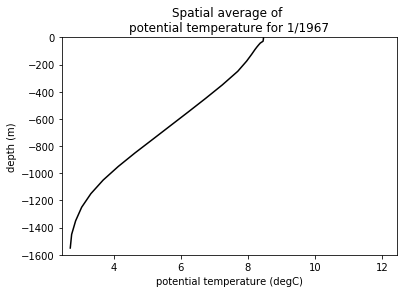 Spatial average of
potential temperature for 1/1967
0
−200
−400
−600
−800
−1000
−1200
−1400
−1600
depth (m)
4 6 8 10 12
potential temperature (degC)